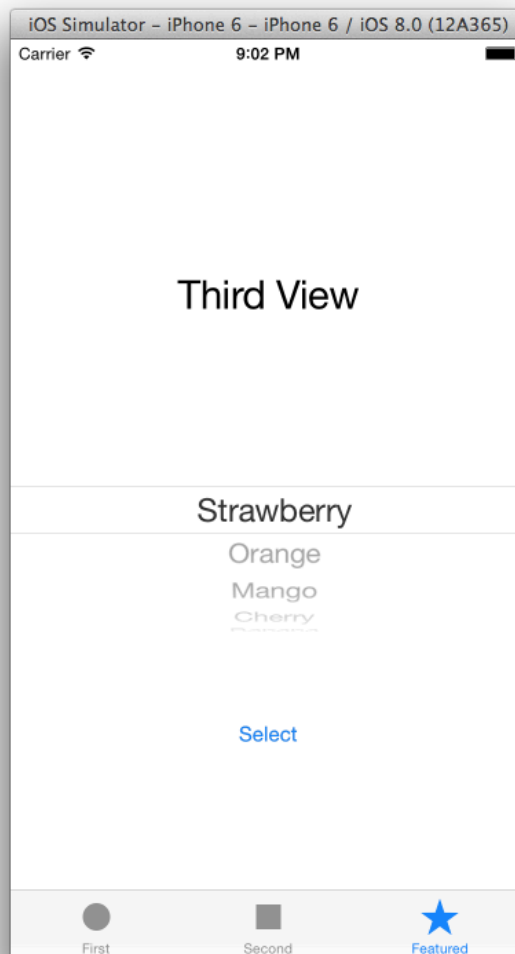 iOS Simulator – iPhone 6 – iPhone 6 / iOS 8.0 (12A365)
Carrier 9:02 PM
Third View
Strawberry
Orange
Mango
Cherry
Banana
Select
First Second Featured